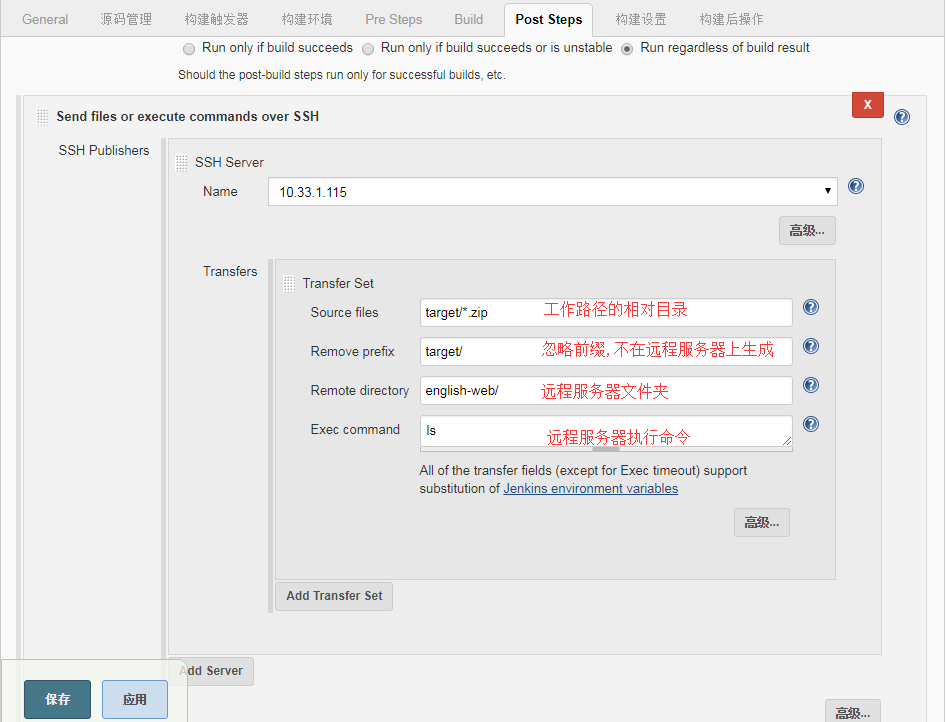 General 源码管理 构建触发器 构建环境 Pre Steps Build Post Steps 构建设置 构建后操作
Run only if build succeeds Run only if build succeeds or is unstable Run regardless of build result
Should the post-build steps run only for successful builds, etc.
X
Send files or execute commands over SSH
SSH Publishers
SSH Server
Name 10.33.1.115
高级...
Transfers
Transfer Set
Source files target/*.zip 工作路径的相对目录
Remove prefix target/ 忽略前缀,不在远程服务器上生成
Remote directory english-web/ 远程服务器文件夹
Exec command ls 远程服务器执行命令
All of the transfer fields (except for Exec timeout) support
substitution of Jenkins environment variables
高级...
Add Transfer Set
Add Server
保存 应用
高级...